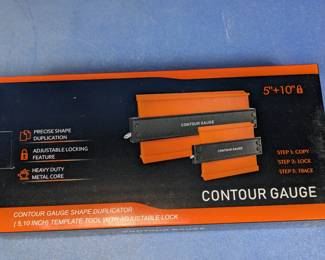 5"+10"
PRECISE SHAPE
DUPLICATION
ADJUSTABLE LOCKING
FEATURE
HEAVY DUTY
METAL CORE
CONTOUR GAUGE
CONTOUR GAUGE
STEP 1: COPY
STEP 2: LOCK
STEP 3: TRACE
CONTOUR GAUGE
CONTOUR GAUGE SHAPE DUPLICATOR
( 5,10 INCH) TEMPLATE TOOL WITH ADJUSTABLE LOCK